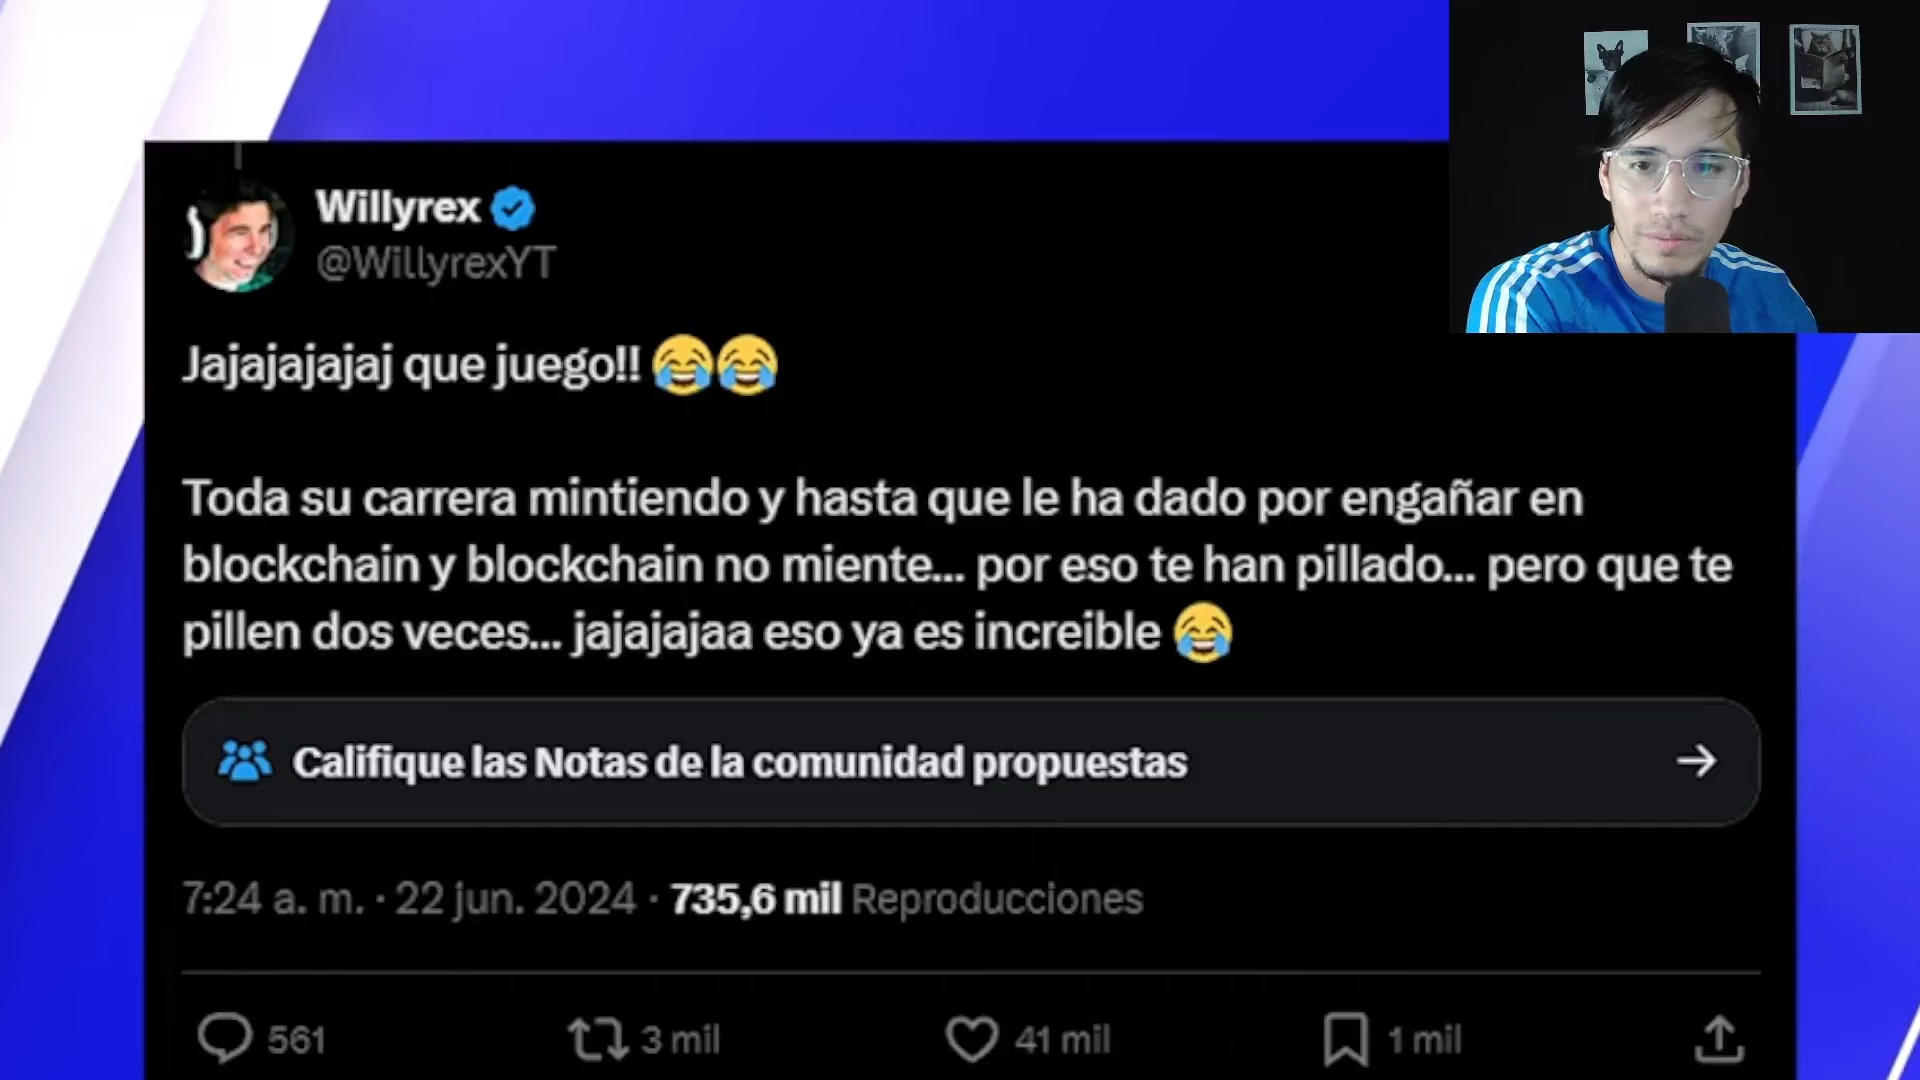 Willyrex
@WillyrexYT
Jajajajajaj que juego!! 😂😂
Toda su carrera mintiendo y hasta que le ha dado por engañar en
blockchain y blockchain no miente... por eso te han pillado... pero que te
pillen dos veces... jajajajaa eso ya es increible 😂
Califique las Notas de la comunidad propuestas
7:24 a. m. · 22 jun. 2024 · 735,6 mil Reproducciones
561 3 mil 41 mil 1 mil